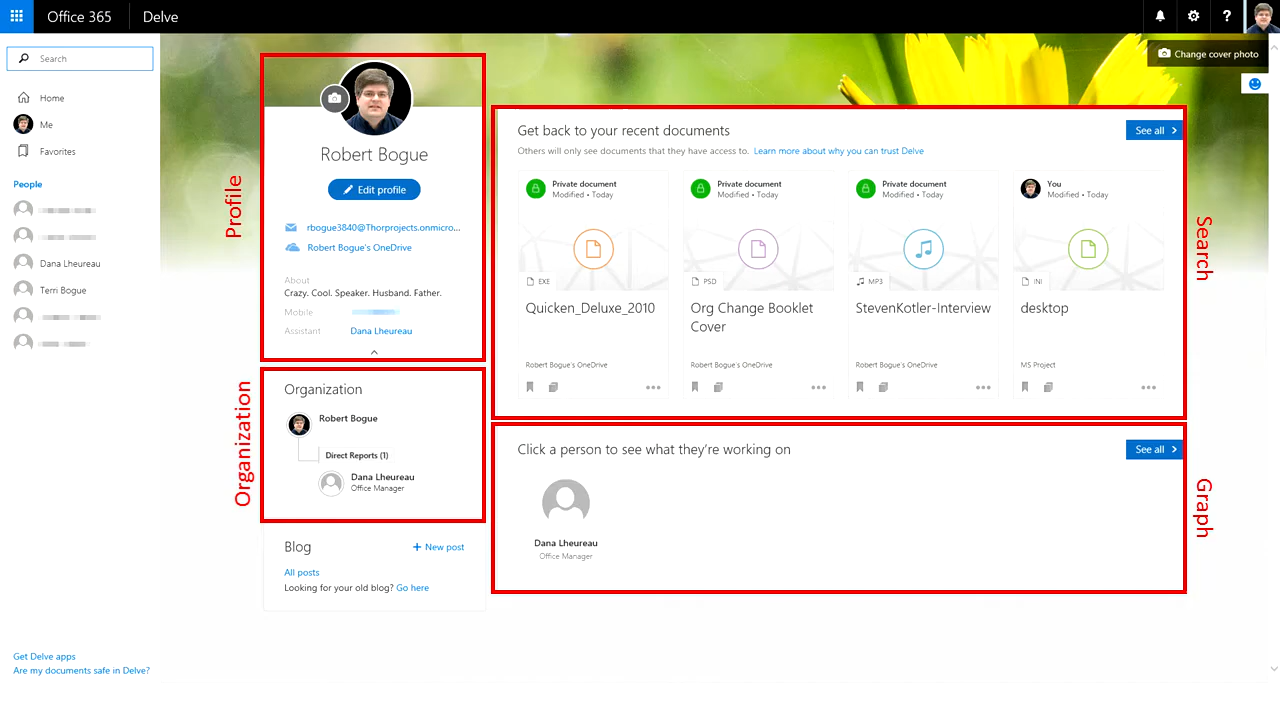 Office 365
Delve
Search
Change cover photo
Home
Me
Favorites
People
Dana Lheureau
Terri Bogue
Get Delve apps
Are my documents safe in Delve?
Profile
Robert Bogue
Edit profile
rbogue3840@Thorprojects.onmicro...
Robert Bogue's OneDrive
About
Crazy. Cool. Speaker. Husband. Father.
Mobile
Assistant Dana Lheureau
Organization
Organization
Robert Bogue
Direct Reports (1)
Dana Lheureau
Office Manager
Blog
+ New post
All posts
Looking for your old blog? Go here
Search
Get back to your recent documents
See all >
Others will only see documents that they have access to. Learn more about why you can trust Delve
Private document
Modified • Today
EXE
Quicken_Deluxe_2010
Robert Bogue's OneDrive
Private document
Modified • Today
PSD
Org Change Booklet
Cover
Robert Bogue's OneDrive
Private document
Modified • Today
MP3
StevenKotler-Interview
Robert Bogue's OneDrive
You
Modified • Today
INI
desktop
MS Project
Graph
Click a person to see what they're working on
See all >
Dana Lheureau
Office Manager